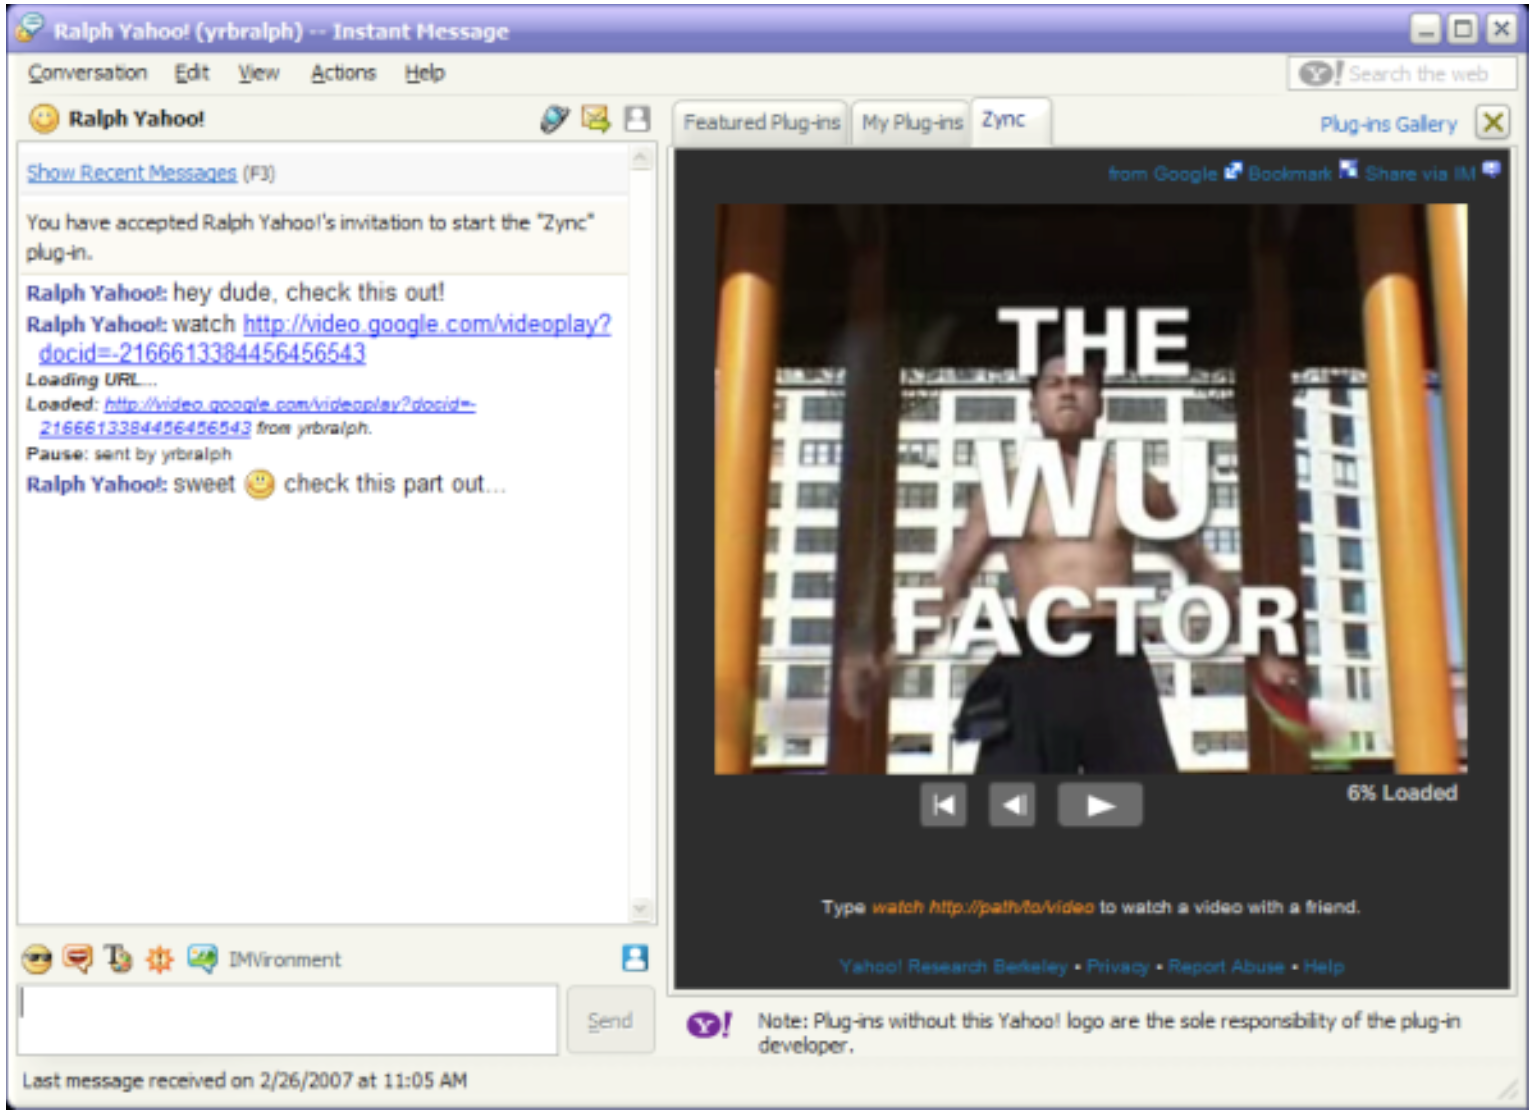 Ralph Yahoo! (yrbralph) -- Instant Message
Conversation Edit View Actions Help
Y! Search the web
Ralph Yahoo!
Featured Plug-ins My Plug-ins Zync Plug-ins Gallery
Show Recent Messages (F3)
You have accepted Ralph Yahoo!'s invitation to start the "Zync"
plug-in.
Ralph Yahoo!: hey dude, check this out!
Ralph Yahoo!: watch http://video.google.com/videoplay?
docid=-2166613384456456543
Loading URL...
Loaded: http://video.google.com/videoplay?docid=-
2166613384456456543 from yrbralph.
Pause: sent by yrbralph
Ralph Yahoo!: sweet check this part out...
IMVironment
Send
Last message received on 2/26/2007 at 11:05 AM
from Google Bookmark Share via IM
THE
WU
FACTOR
6% Loaded
Type watch http://path/to/video to watch a video with a friend.
Yahoo! Research Berkeley • Privacy • Report Abuse • Help
Y! Note: Plug-ins without this Yahoo! logo are the sole responsibility of the plug-in
developer.